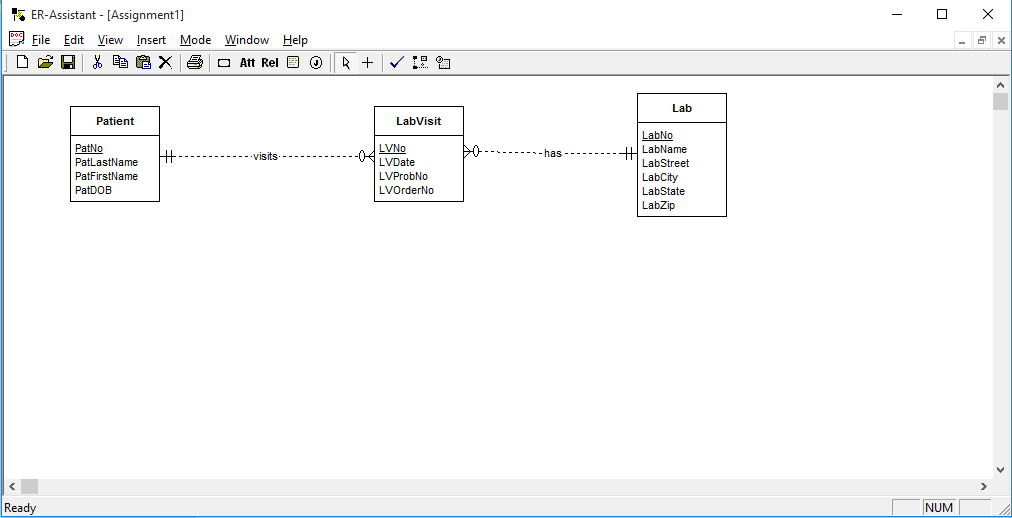 ER-Assistant - [Assignment1]
File Edit View Insert Mode Window Help
Att Rel
Patient
PatNo
PatLastName
PatFirstName
PatDOB
visits
LabVisit
LVNo
LVDate
LVProbNo
LVOrderNo
has
Lab
LabNo
LabName
LabStreet
LabCity
LabState
LabZip
Ready
NUM